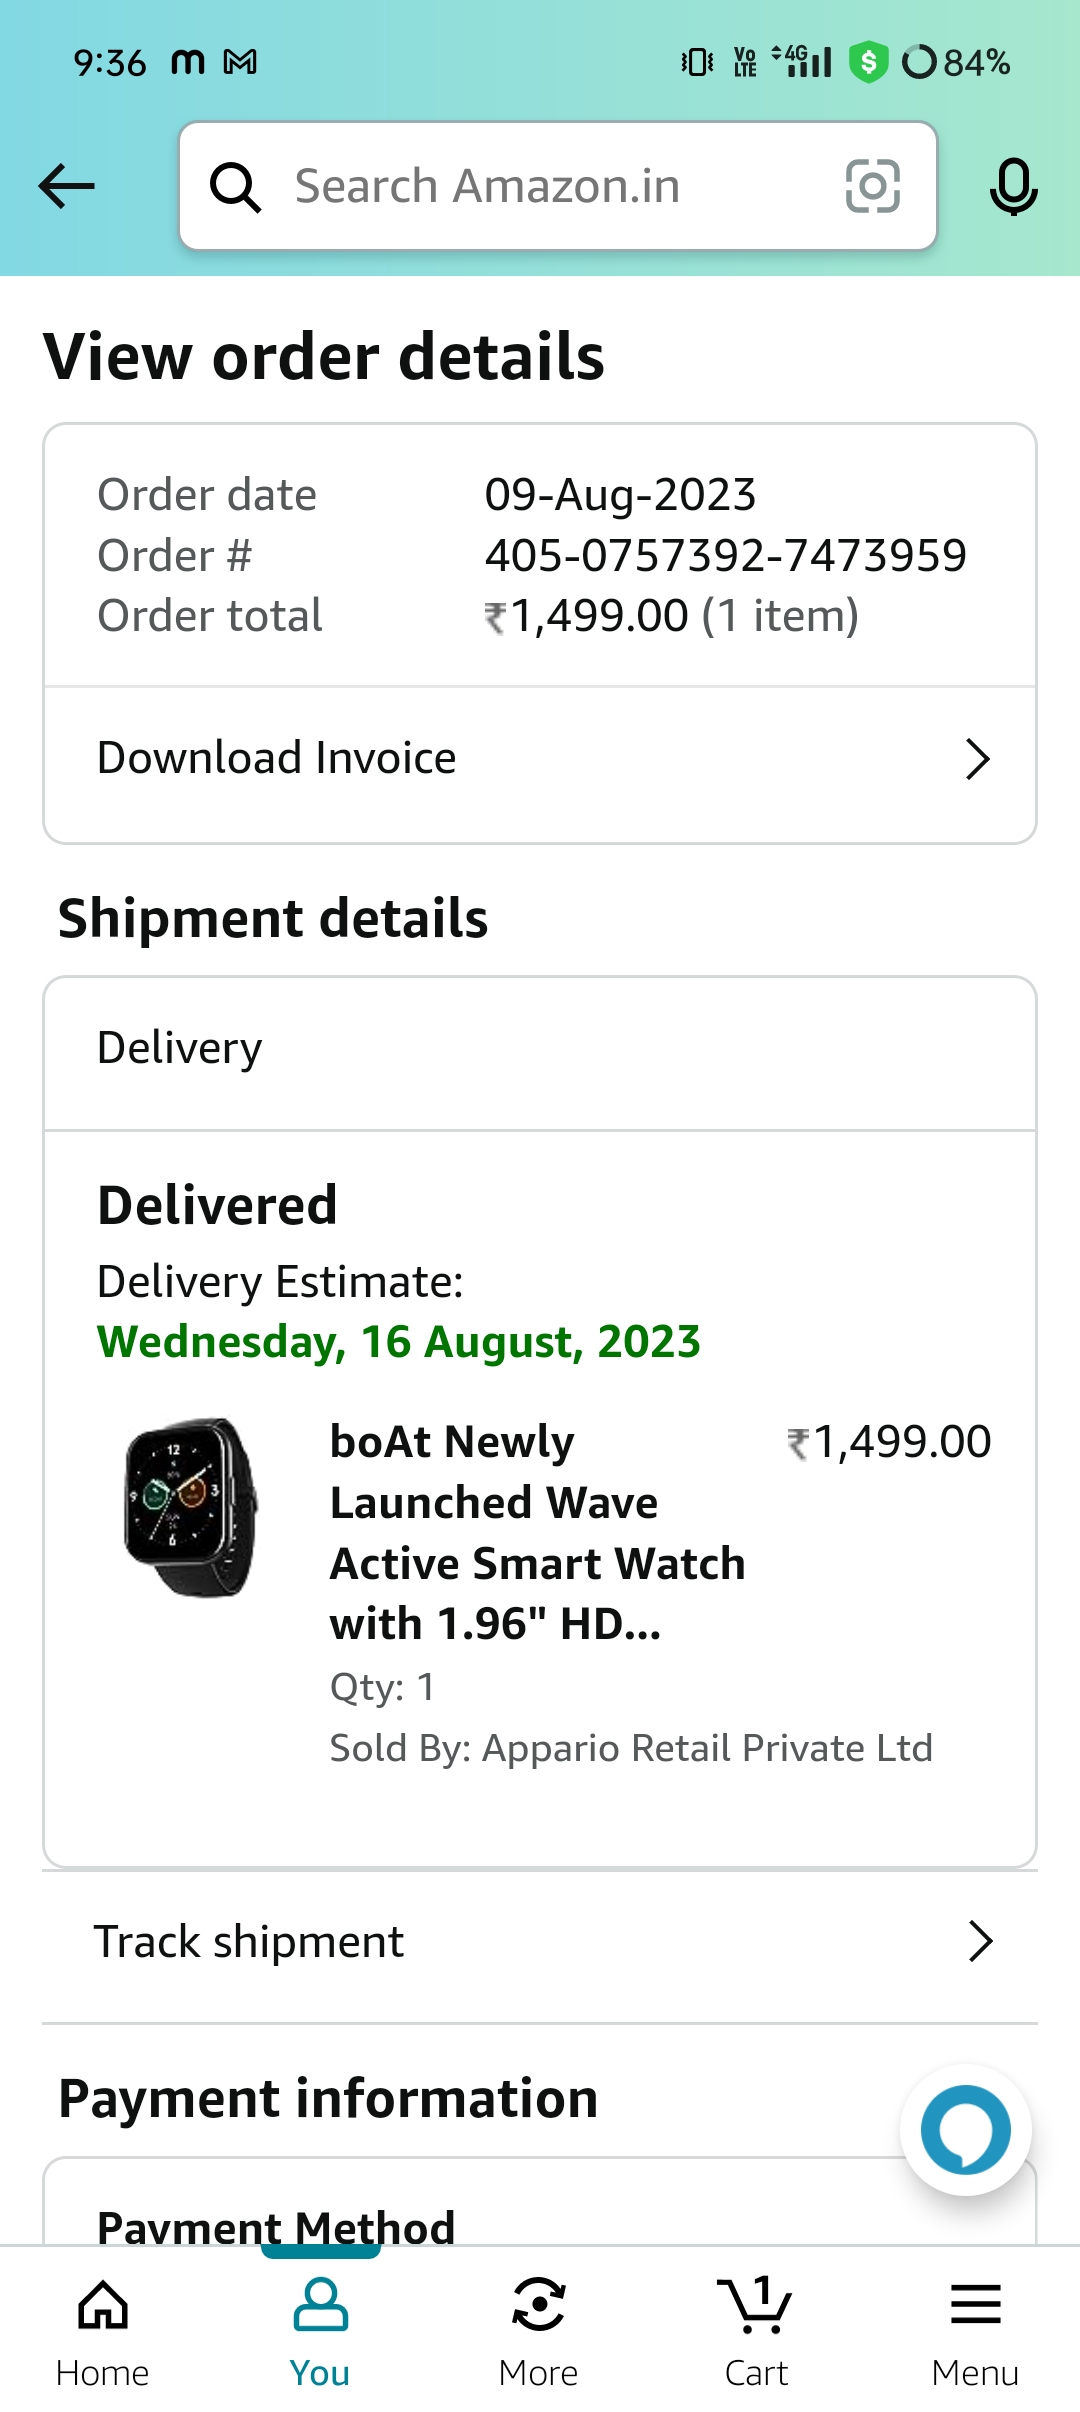 9:36 m M Vo LTE 4G $ 84%
Search Amazon.in
View order details
Order date 09-Aug-2023
Order # 405-0757392-7473959
Order total ₹1,499.00 (1 item)
Download Invoice
Shipment details
Delivery
Delivered
Delivery Estimate:
Wednesday, 16 August, 2023
boAt Newly ₹1,499.00
Launched Wave
Active Smart Watch
with 1.96" HD...
Qty: 1
Sold By: Appario Retail Private Ltd
Track shipment
Payment information
Payment Method
1
Home You More Cart Menu